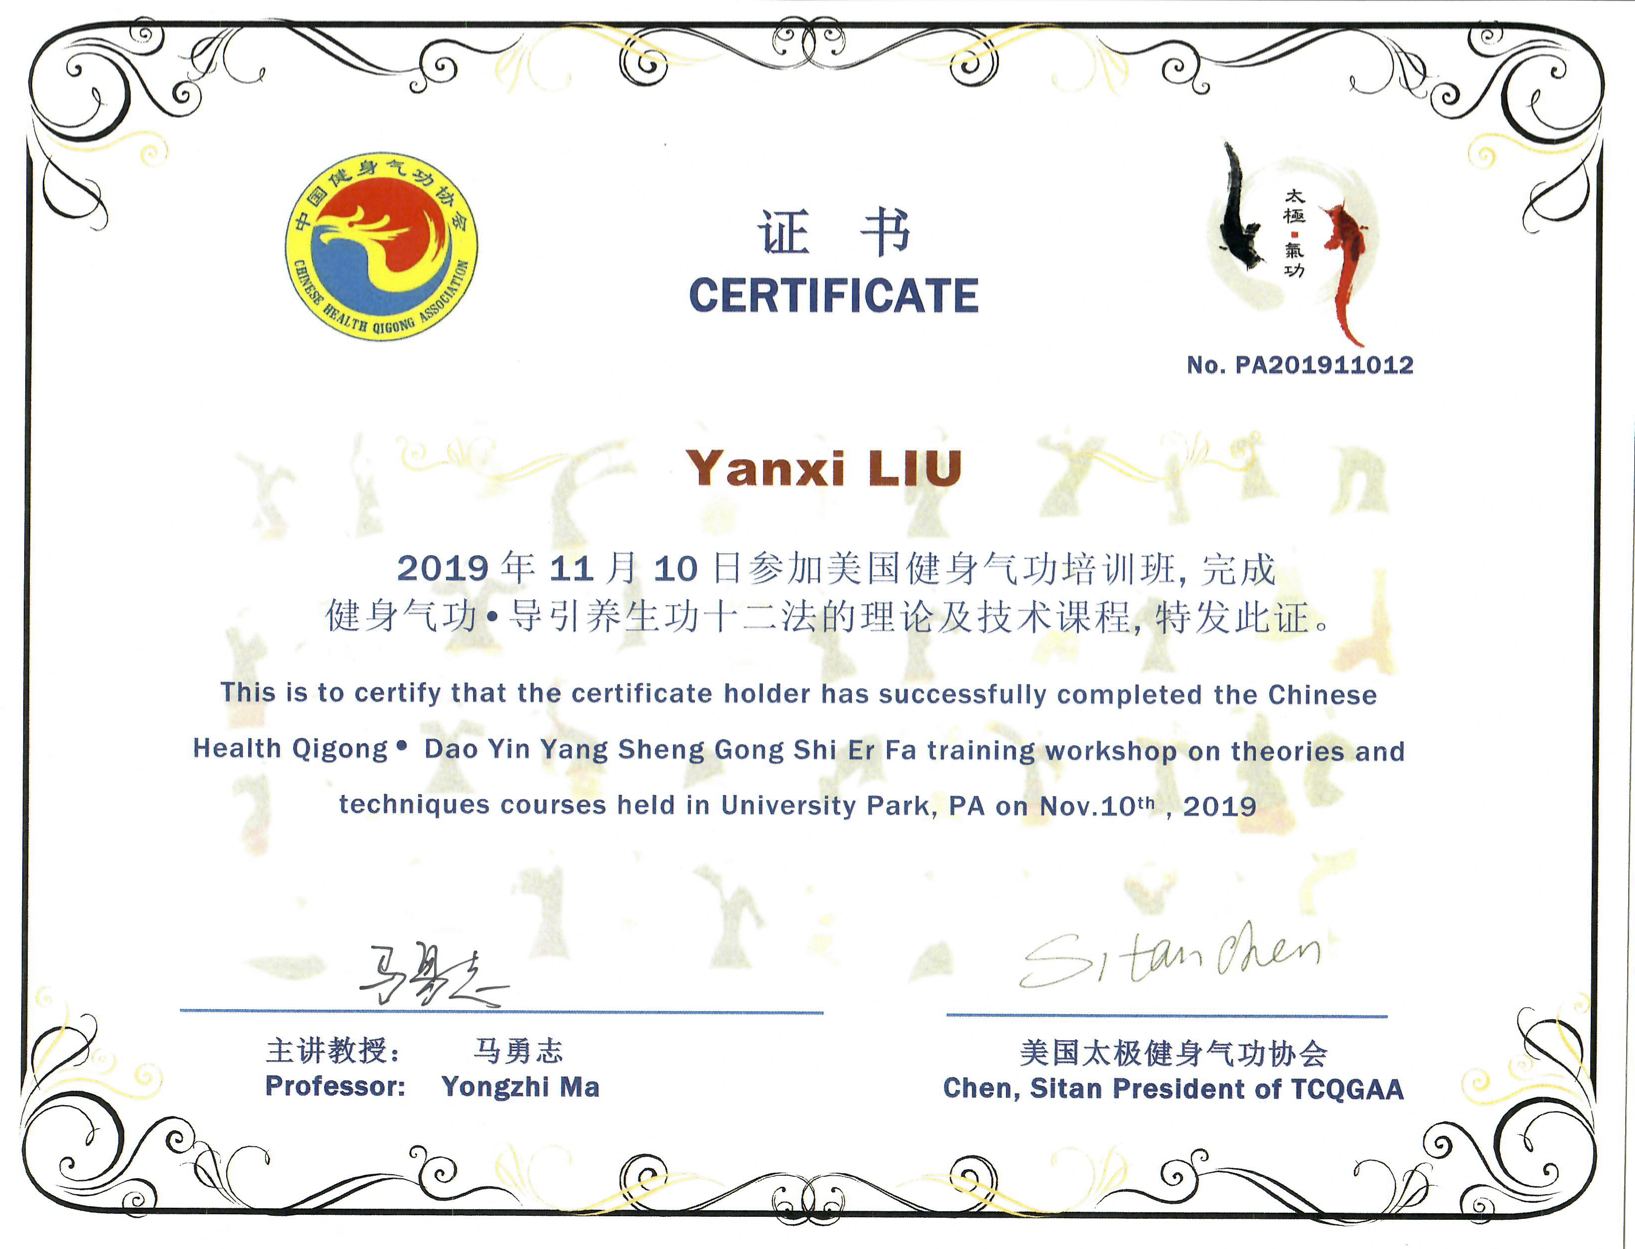 中国健身气功协会
CHINESE HEALTH QIGONG ASSOCIATION
证 书
CERTIFICATE
太極·氣功
No. PA201911012
Yanxi LIU
2019 年 11 月 10 日参加美国健身气功培训班, 完成
健身气功•导引养生功十二法的理论及技术课程, 特发此证。
This is to certify that the certificate holder has successfully completed the Chinese
Health Qigong• Dao Yin Yang Sheng Gong Shi Er Fa training workshop on theories and
techniques courses held in University Park, PA on Nov.10th , 2019
马勇志
Sitan Chen
主讲教授： 马勇志
Professor: Yongzhi Ma
美国太极健身气功协会
Chen, Sitan President of TCQGAA